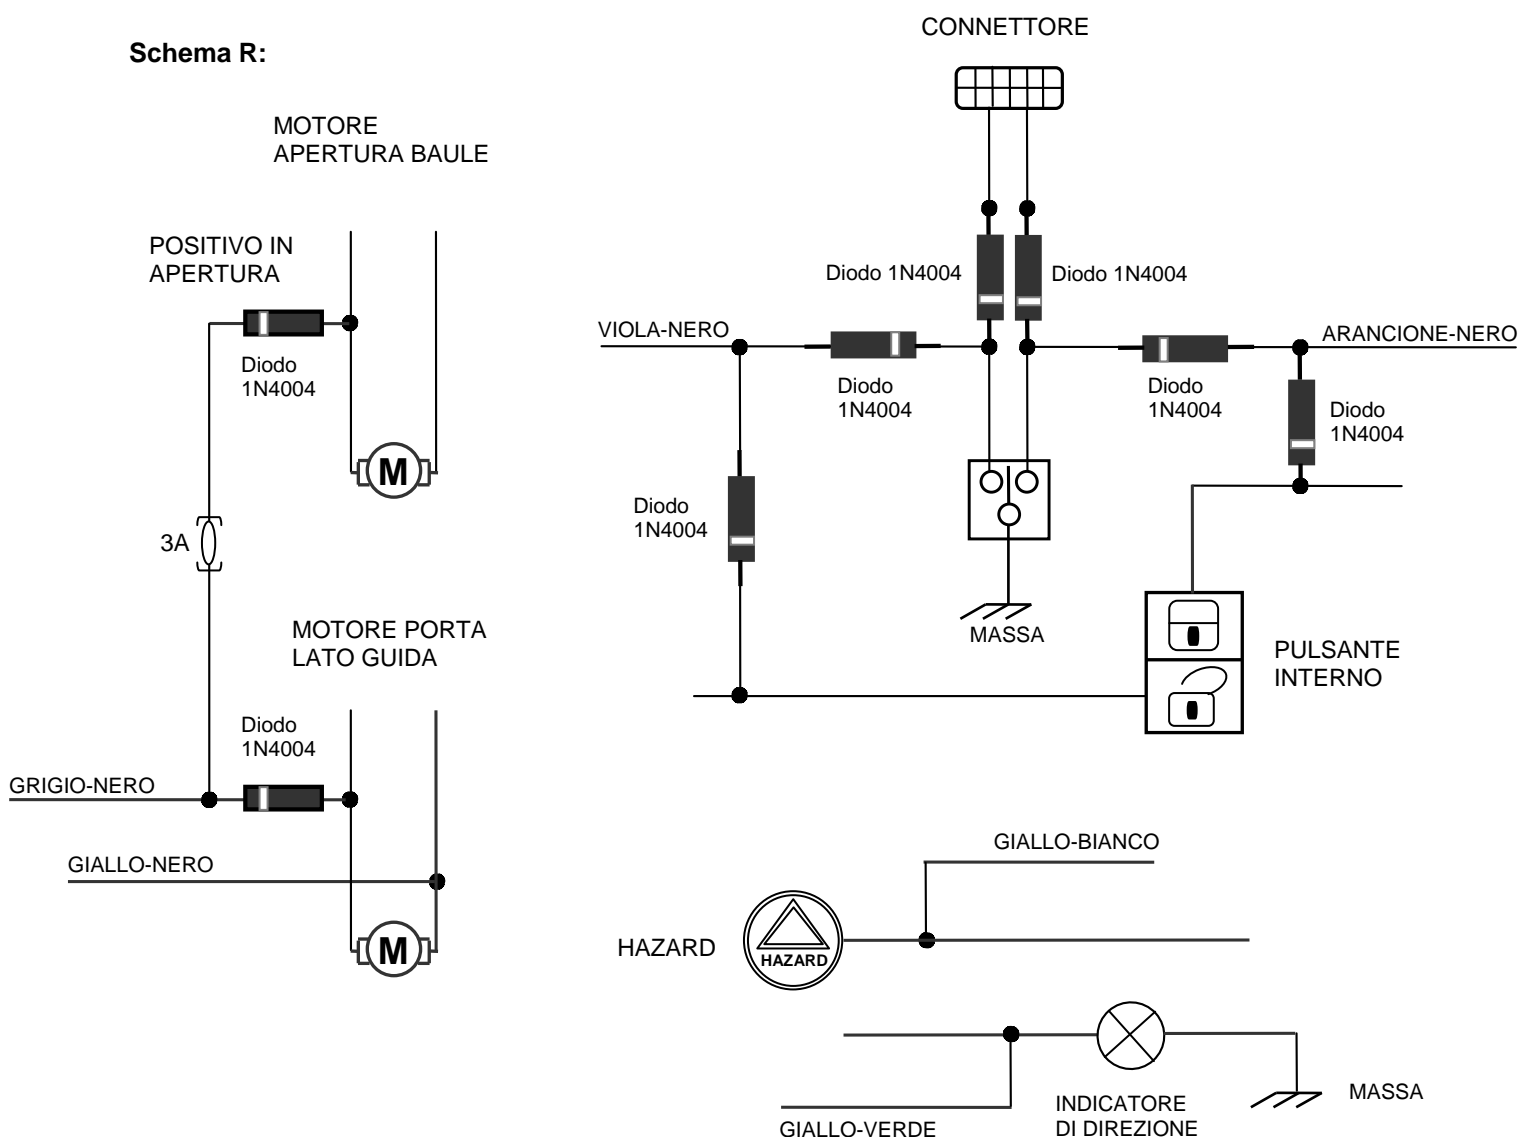 Schema R:
CONNETTORE
MOTORE
APERTURA BAULE
POSITIVO IN
APERTURA
Diodo
1N4004
3A
MOTORE PORTA
LATO GUIDA
Diodo
1N4004
GRIGIO-NERO
GIALLO-NERO
M
M
Diodo 1N4004
Diodo 1N4004
VIOLA-NERO
ARANCIONE-NERO
Diodo
1N4004
Diodo
1N4004
Diodo
1N4004
Diodo
1N4004
MASSA
PULSANTE
INTERNO
GIALLO-BIANCO
HAZARD
HAZARD
MASSA
INDICATORE
DI DIREZIONE
GIALLO-VERDE